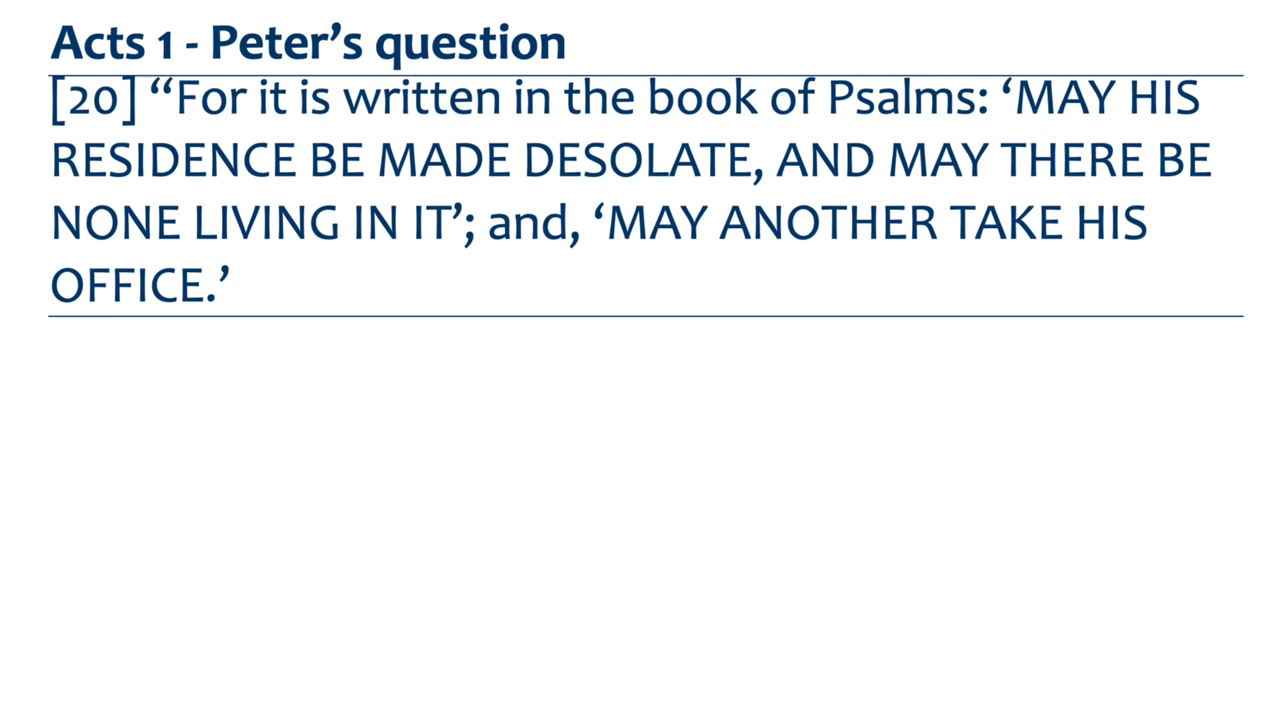 Acts 1 - Peter’s question
[20] “For it is written in the book of Psalms: ‘MAY HIS
RESIDENCE BE MADE DESOLATE, AND MAY THERE BE
NONE LIVING IN IT’; and, ‘MAY ANOTHER TAKE HIS
OFFICE.’